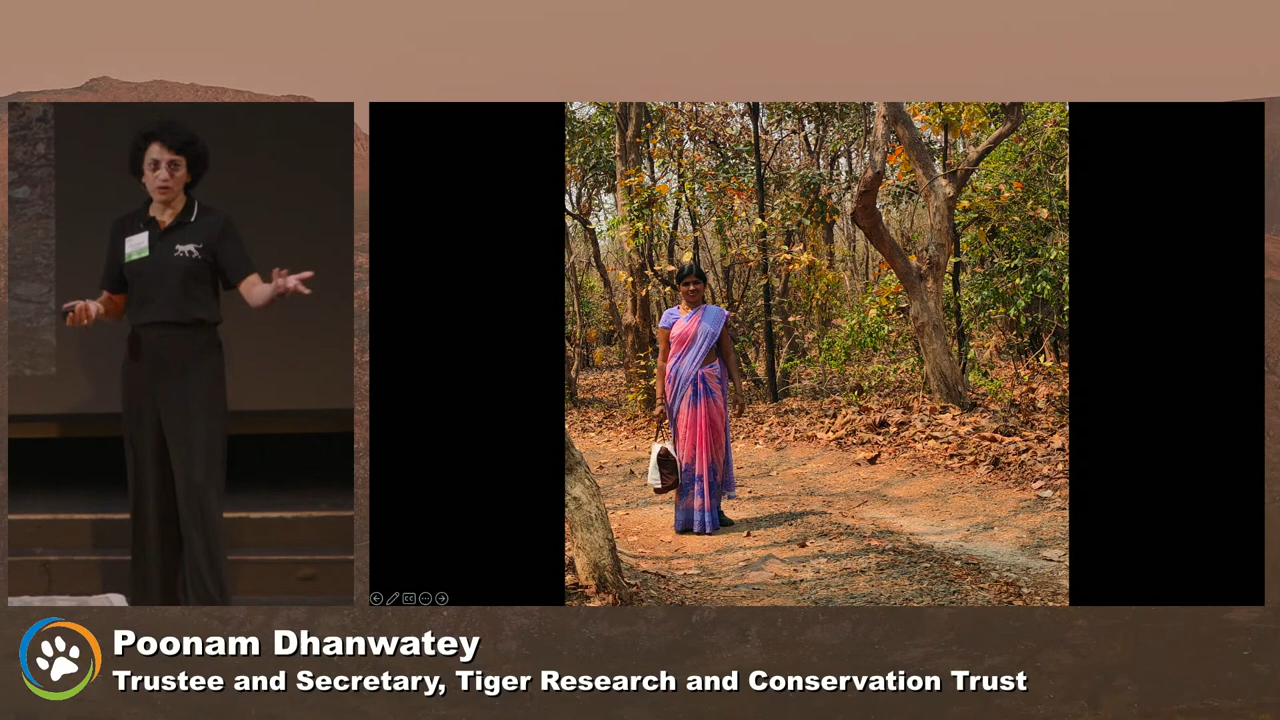 Poonam Dhanwatey
Trustee and Secretary, Tiger Research and Conservation Trust